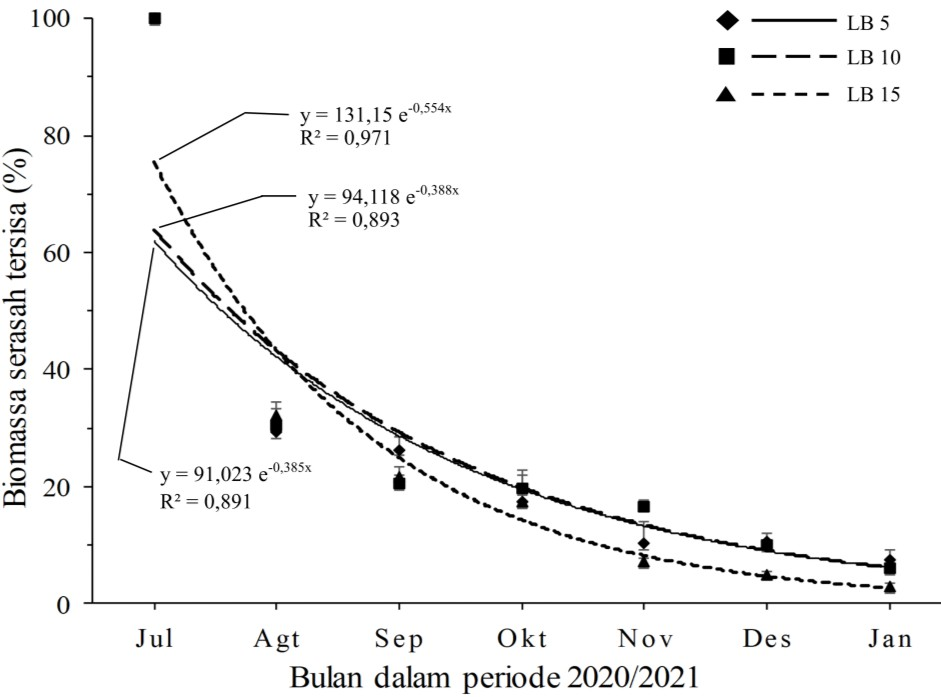 Biomassa serasah tersisa (%)
100
80
60
40
20
0
LB 5
LB 10
LB 15
y = 131,15 e^-0,554x
R² = 0,971
y = 94,118 e^-0,388x
R² = 0,893
y = 91,023 e^-0,385x
R² = 0,891
Jul Agt Sep Okt Nov Des Jan
Bulan dalam periode 2020/2021